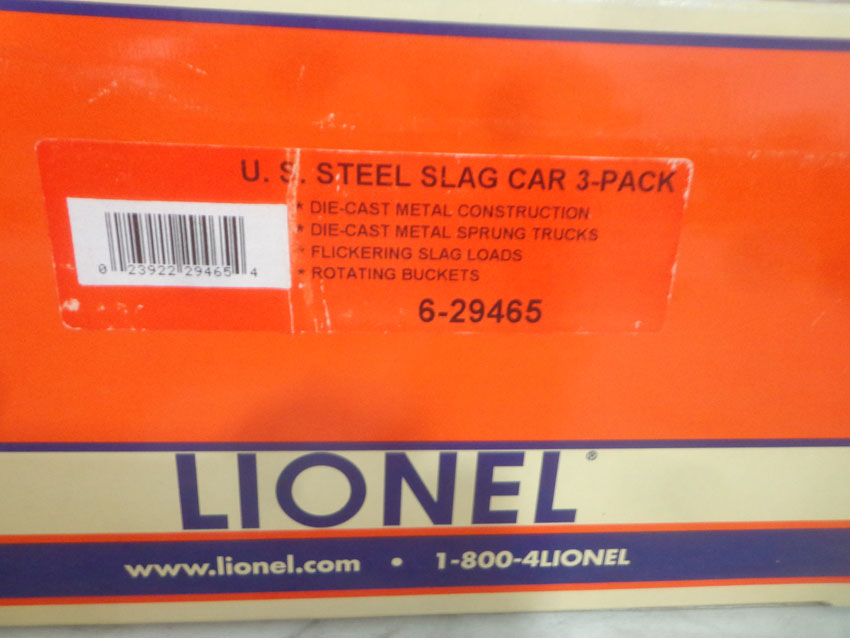 U. S. STEEL SLAG CAR 3-PACK
* DIE-CAST METAL CONSTRUCTION
* DIE-CAST METAL SPRUNG TRUCKS
* FLICKERING SLAG LOADS
* ROTATING BUCKETS
0 23922 29465 4
6-29465
LIONEL®
www.lionel.com • 1-800-4LIONEL